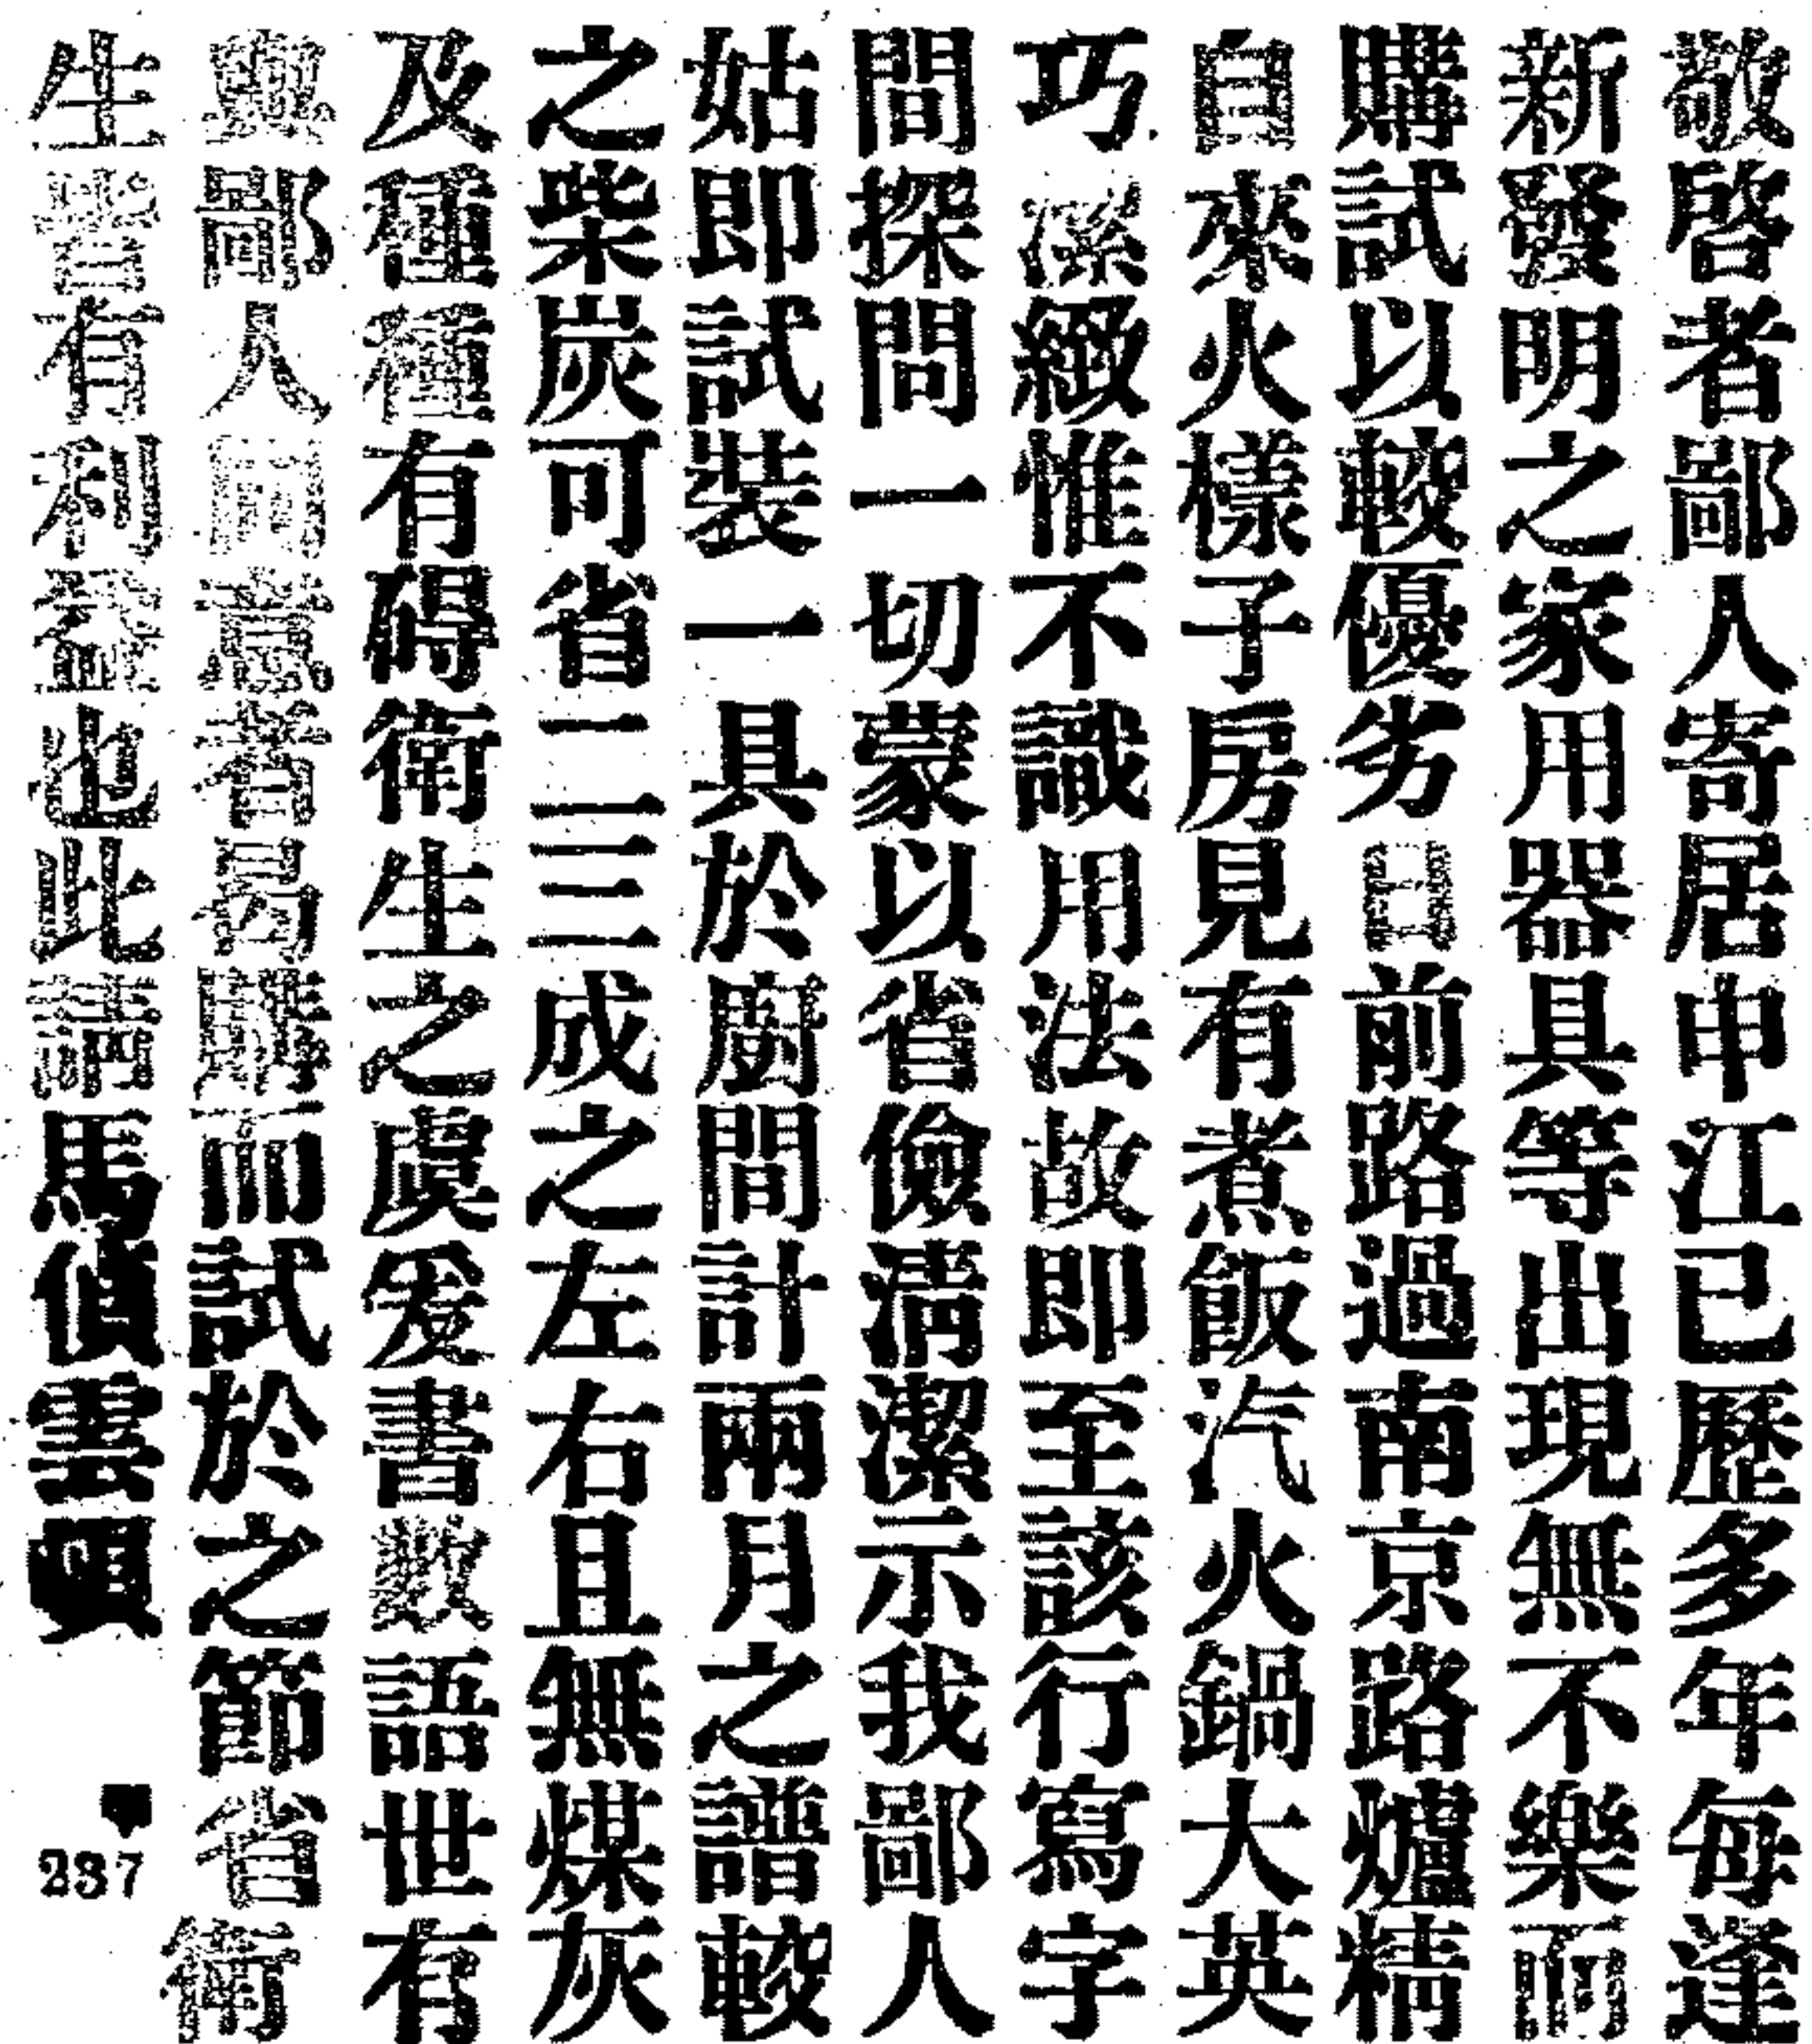 敬啓者鄙人寄居申江已歷多年每逢
新發明之家用器具等出現無不樂而
購試以較優劣日前路過南京路爐精
自來火樣子房見有煮飯汽火鍋大英
巧潔緻惟不識用法故即至該行寫字
間探問一切蒙以省儉清潔示我鄙人
姑即試裝一具於廚間計兩月之譜較
之柴炭可省二三成之左右且無煤灰
及種種有碍衛生之虞爰書數語世有
與鄙人同意者曷購而試於之節省衛
生皆有利益也此請馬偵雲頓
237